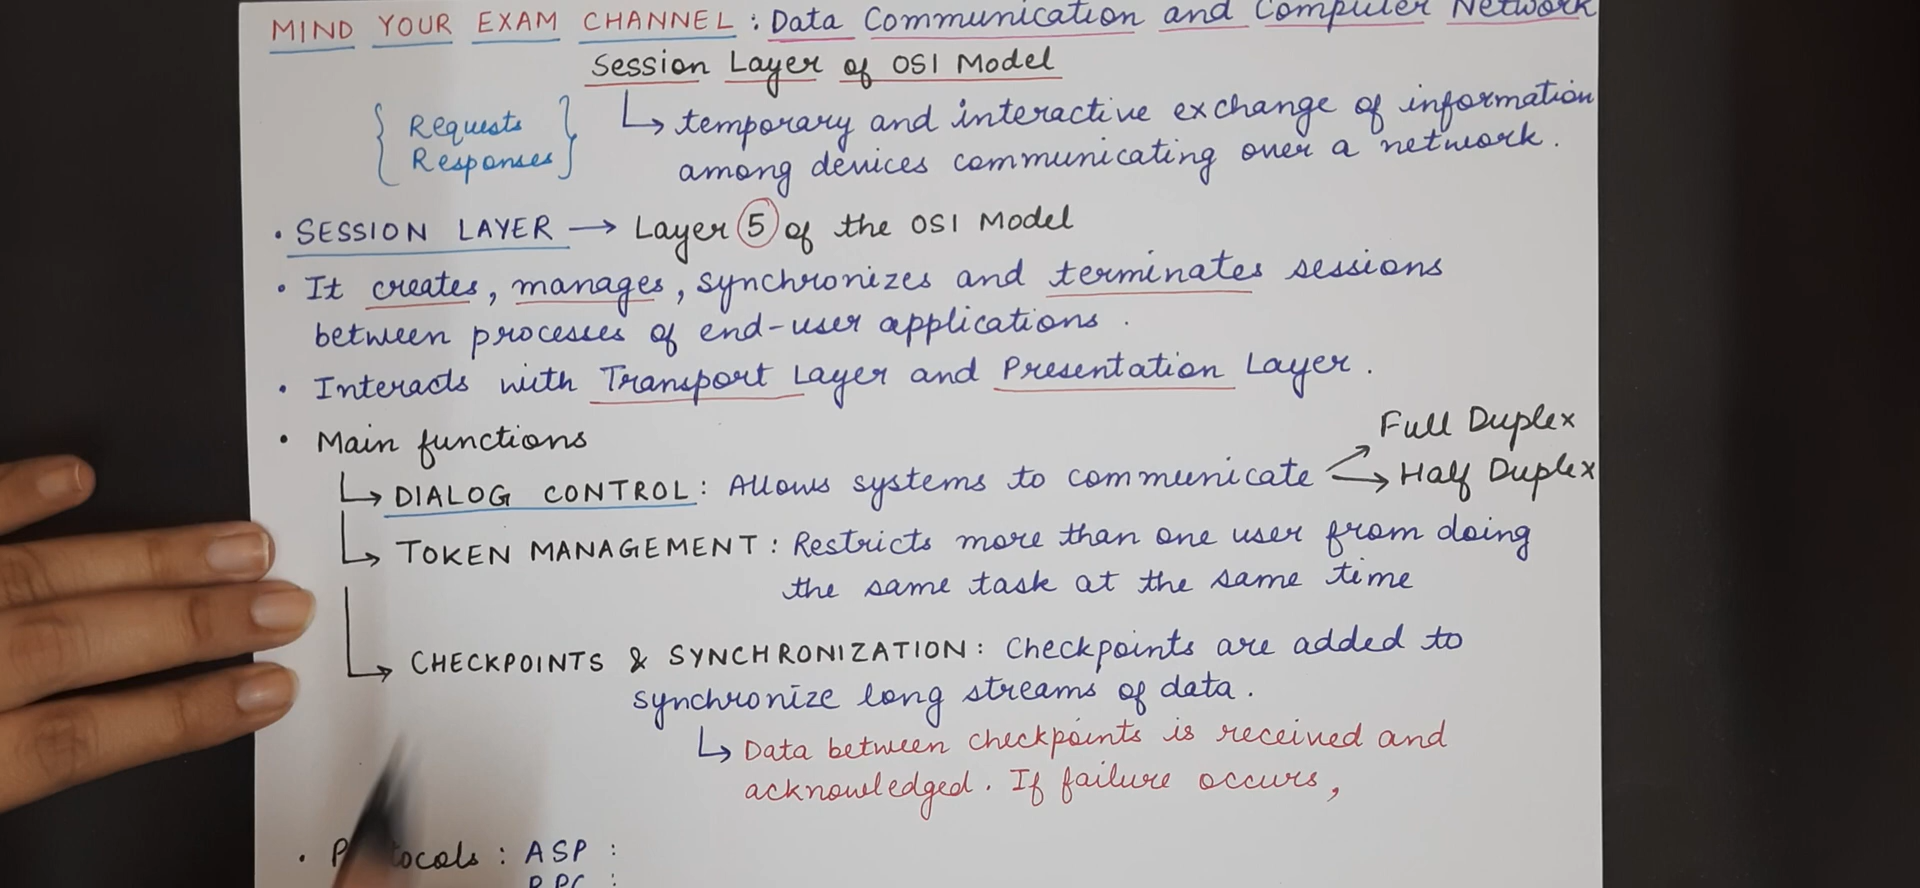 MIND YOUR EXAM CHANNEL : Data Communication and Computer Network
Session Layer of OSI Model
{ Requests Responses }
↳ temporary and interactive exchange of information
among devices communicating over a network.
• SESSION LAYER → Layer 5 of the OSI Model
• It creates, manages, synchronizes and terminates sessions
between processes of end-user applications.
• Interacts with Transport Layer and Presentation Layer.
• Main functions
↳ DIALOG CONTROL : Allows systems to communicate → Full Duplex
→ Half Duplex
↳ TOKEN MANAGEMENT : Restricts more than one user from doing
the same task at the same time
↳ CHECKPOINTS & SYNCHRONIZATION : Checkpoints are added to
synchronize long streams of data.
↳ Data between checkpoints is received and
acknowledged. If failure occurs,
• P tocols : ASP :
RPC :